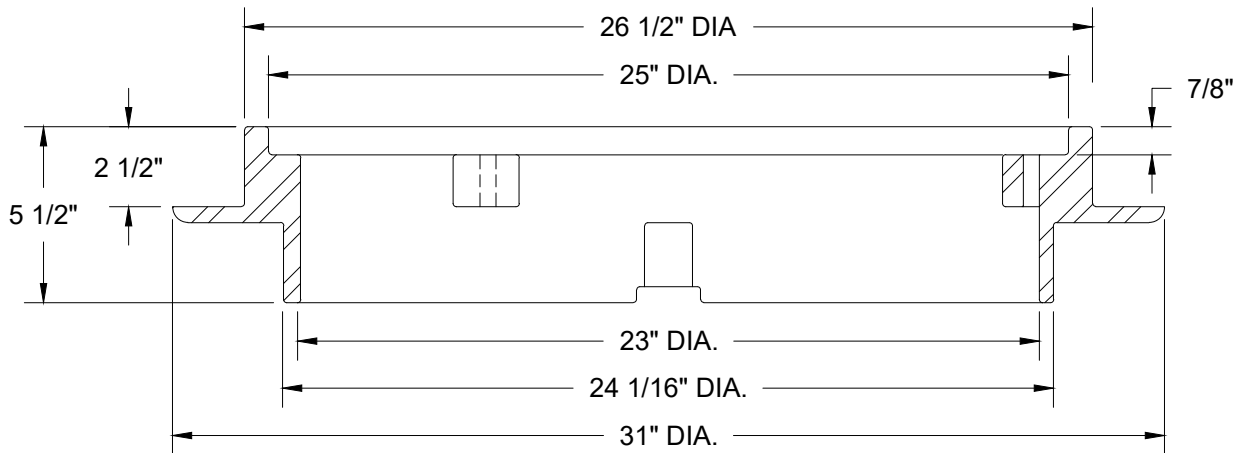 26 1/2" DIA
25" DIA.
7/8"
2 1/2"
5 1/2"
23" DIA.
24 1/16" DIA.
31" DIA.